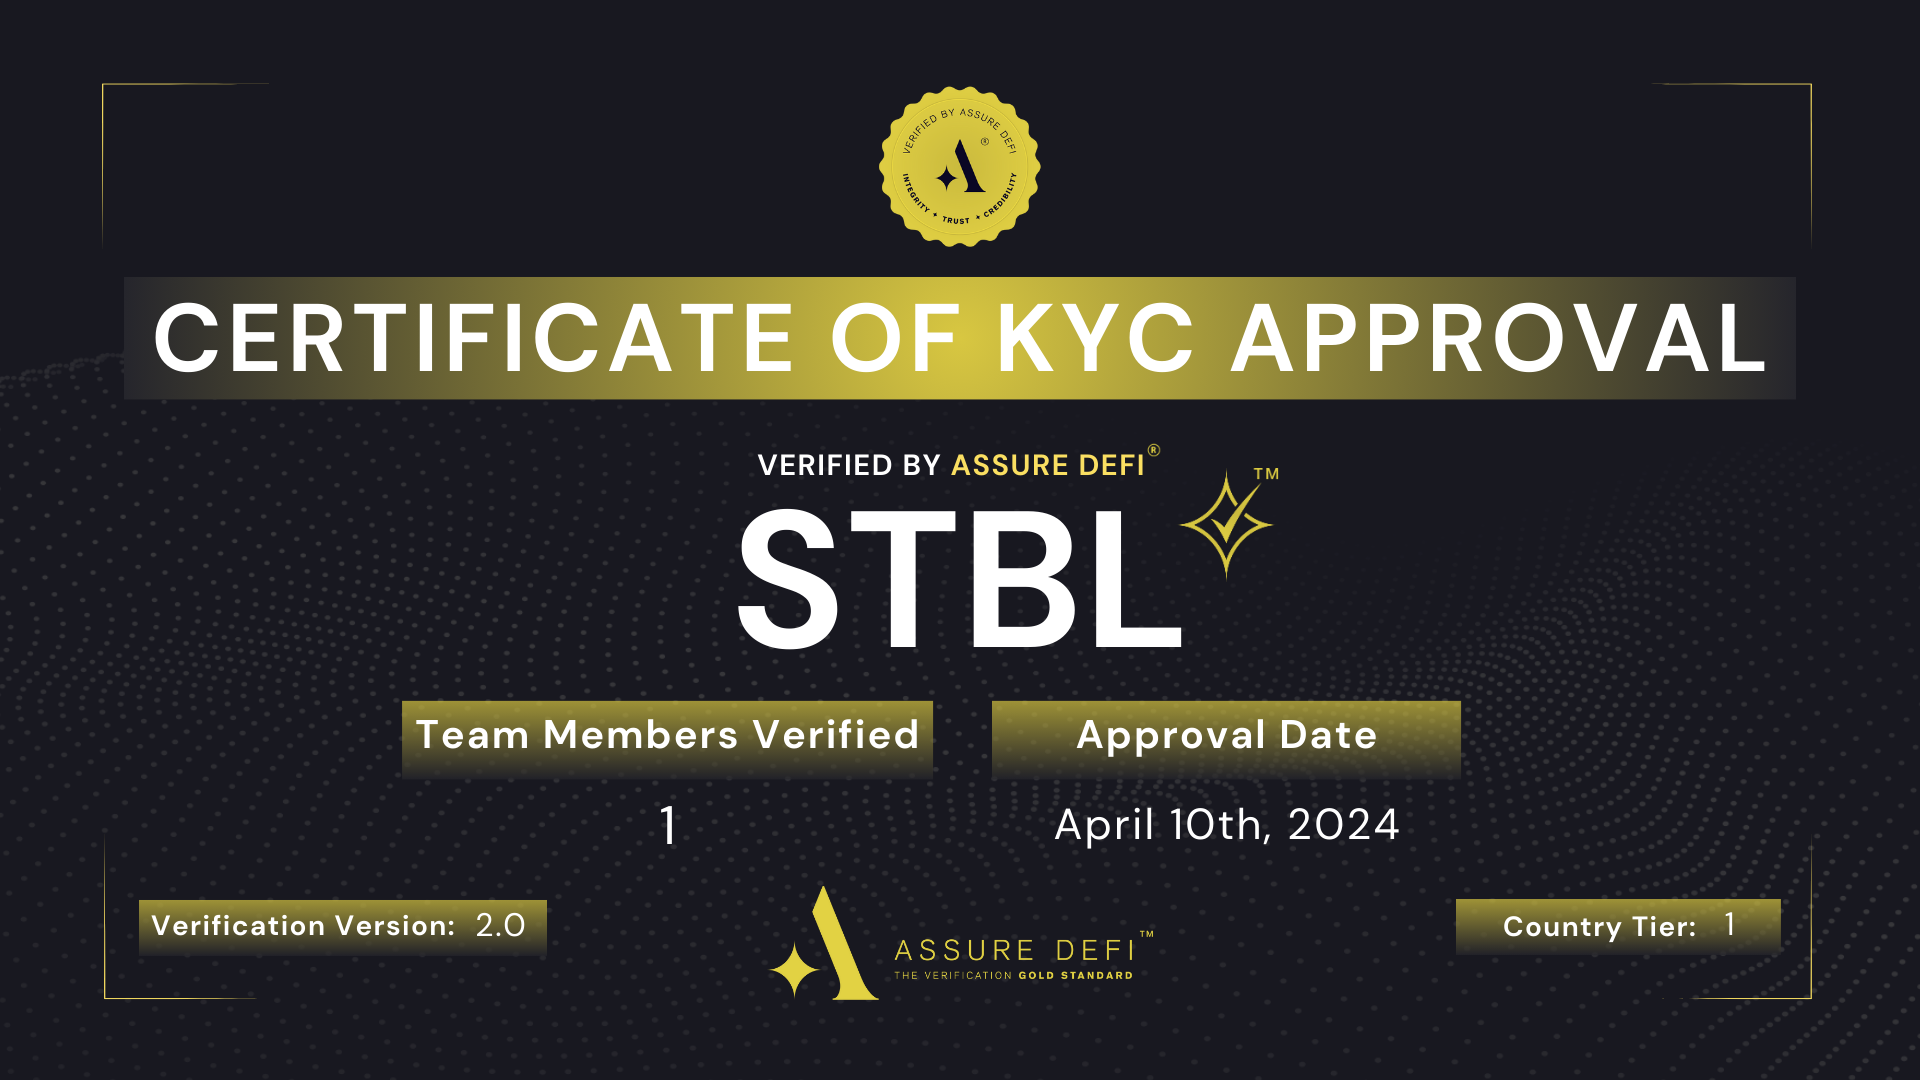 VERIFIED BY ASSURE DEFI
A®
INTEGRITY ✦ TRUST ✦ CREDIBILITY
CERTIFICATE OF KYC APPROVAL
VERIFIED BY ASSURE DEFI®
TM
STBL
Team Members Verified
Approval Date
1
April 10th, 2024
Verification Version: 2.0
Country Tier: 1
ASSURE DEFI™
THE VERIFICATION GOLD STANDARD